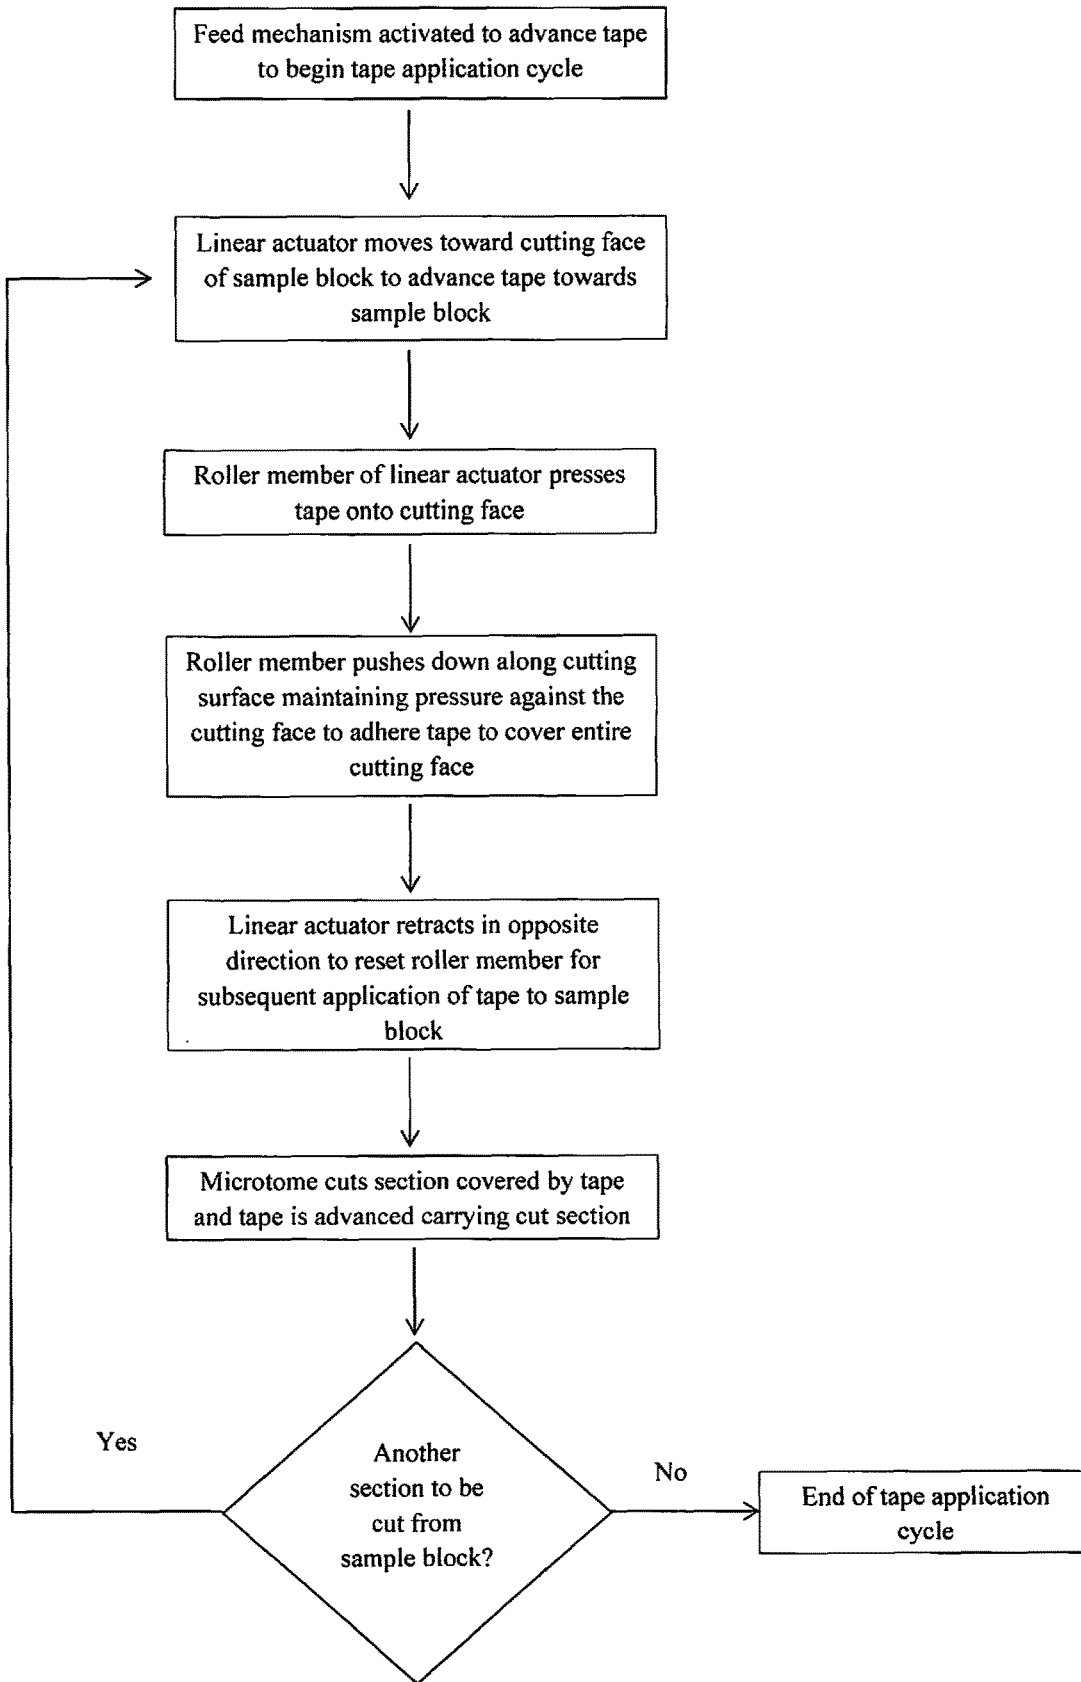 Feed mechanism activated to advance tape
to begin tape application cycle
Linear actuator moves toward cutting face
of sample block to advance tape towards
sample block
Roller member of linear actuator presses
tape onto cutting face
Roller member pushes down along cutting
surface maintaining pressure against the
cutting face to adhere tape to cover entire
cutting face
Linear actuator retracts in opposite
direction to reset roller member for
subsequent application of tape to sample
block
Microtome cuts section covered by tape
and tape is advanced carrying cut section
Yes
Another
section to be
cut from
sample block?
No
End of tape application
cycle